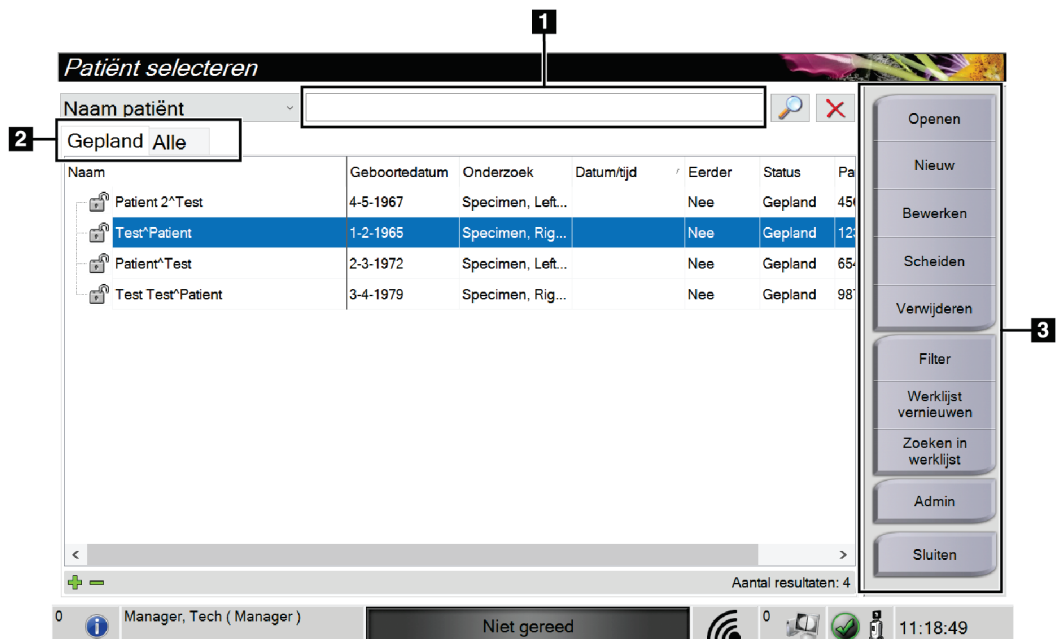 1
Patiënt selecteren
Naam patiënt
2
Gepland Alle
Naam Geboortedatum Onderzoek Datum/tijd Eerder Status Pa
Patient 2^Test 4-5-1967 Specimen, Left... Nee Gepland 456
Test^Patient 1-2-1965 Specimen, Rig... Nee Gepland 123
Patient^Test 2-3-1972 Specimen, Left... Nee Gepland 654
Test Test^Patient 3-4-1979 Specimen, Rig... Nee Gepland 987
Openen
Nieuw
Bewerken
Scheiden
Verwijderen
3
Filter
Werklijst
vernieuwen
Zoeken in
werklijst
Admin
Sluiten
Aantal resultaten: 4
0 Manager, Tech ( Manager ) Niet gereed 0 11:18:49